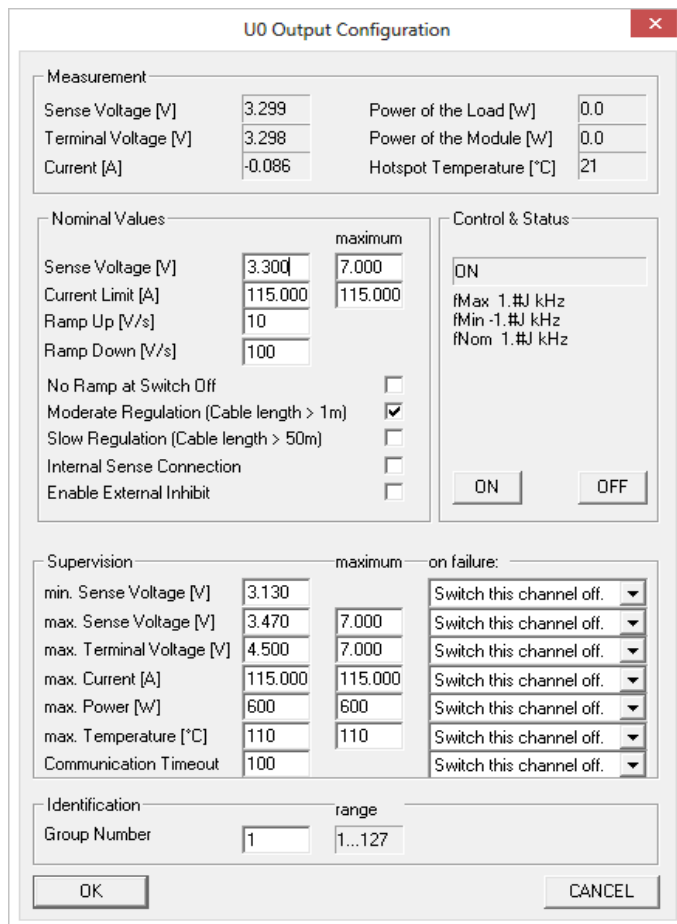 U0 Output Configuration
Measurement
Sense Voltage [V] 3.299 Power of the Load [W] 0.0
Terminal Voltage [V] 3.298 Power of the Module [W] 0.0
Current [A] -0.086 Hotspot Temperature [°C] 21
Nominal Values
maximum
Sense Voltage [V] 3.300 7.000
Current Limit [A] 115.000 115.000
Ramp Up [V/s] 10
Ramp Down [V/s] 100
No Ramp at Switch Off
Moderate Regulation (Cable length > 1m)
Slow Regulation (Cable length > 50m)
Internal Sense Connection
Enable External Inhibit
Control & Status
ON
fMax 1.#J kHz
fMin -1.#J kHz
fNom 1.#J kHz
ON OFF
Supervision maximum on failure:
min. Sense Voltage [V] 3.130 Switch this channel off.
max. Sense Voltage [V] 3.470 7.000 Switch this channel off.
max. Terminal Voltage [V] 4.500 7.000 Switch this channel off.
max. Current [A] 115.000 115.000 Switch this channel off.
max. Power [W] 600 600 Switch this channel off.
max. Temperature [°C] 110 110 Switch this channel off.
Communication Timeout 100 Switch this channel off.
Identification range
Group Number 1 1...127
OK CANCEL